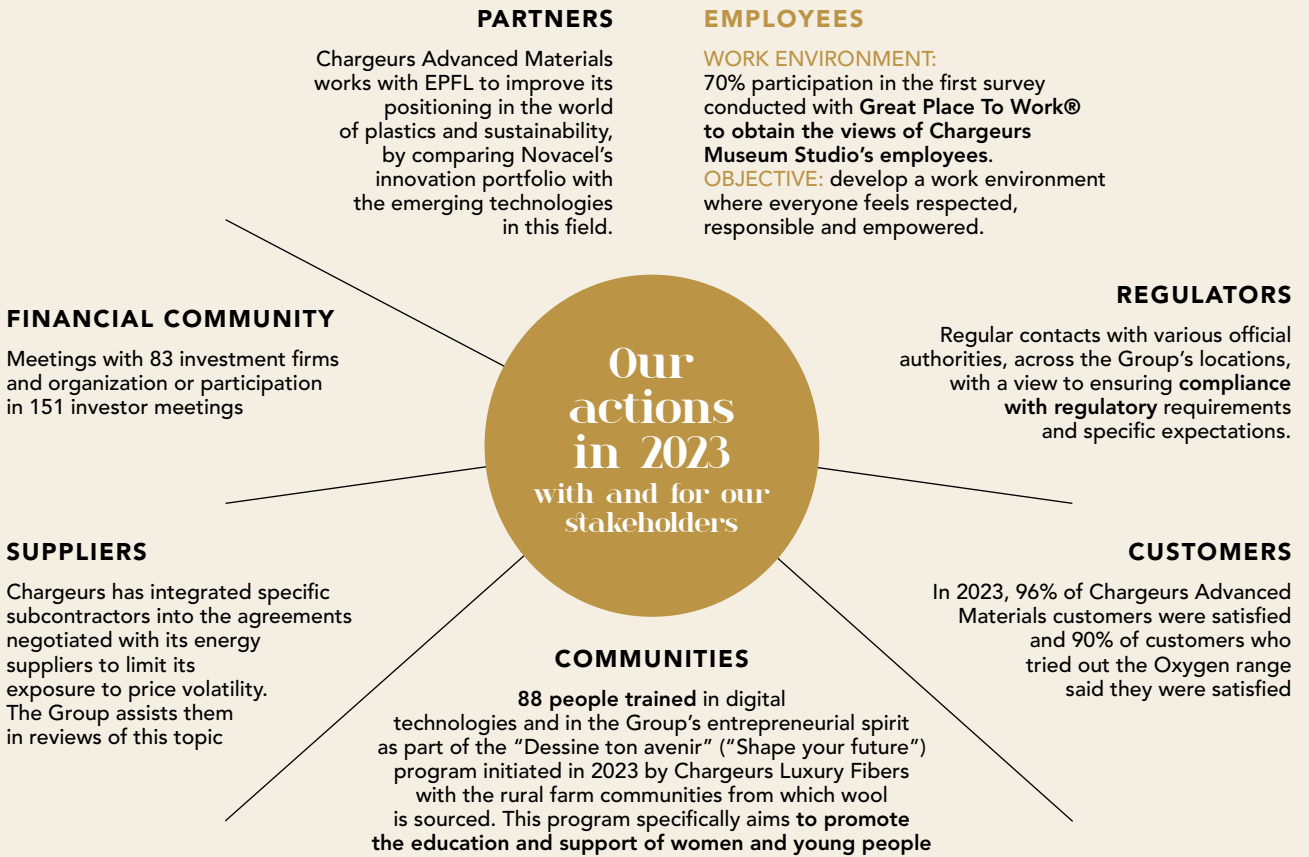 PARTNERS
Chargeurs Advanced Materials
works with EPFL to improve its
positioning in the world
of plastics and sustainability,
by comparing Novacel’s
innovation portfolio with
the emerging technologies
in this field.
EMPLOYEES
WORK ENVIRONMENT:
70% participation in the first survey
conducted with Great Place To Work®
to obtain the views of Chargeurs
Museum Studio’s employees.
OBJECTIVE: develop a work environment
where everyone feels respected,
responsible and empowered.
FINANCIAL COMMUNITY
Meetings with 83 investment firms
and organization or participation
in 151 investor meetings
Our
actions
in 2023
with and for our
stakeholders
REGULATORS
Regular contacts with various official
authorities, across the Group’s locations,
with a view to ensuring compliance
with regulatory requirements
and specific expectations.
SUPPLIERS
Chargeurs has integrated specific
subcontractors into the agreements
negotiated with its energy
suppliers to limit its
exposure to price volatility.
The Group assists them
in reviews of this topic
CUSTOMERS
In 2023, 96% of Chargeurs Advanced
Materials customers were satisfied
and 90% of customers who
tried out the Oxygen range
said they were satisfied
COMMUNITIES
88 people trained in digital
technologies and in the Group’s entrepreneurial spirit
as part of the “Dessine ton avenir” (“Shape your future”)
program initiated in 2023 by Chargeurs Luxury Fibers
with the rural farm communities from which wool
is sourced. This program specifically aims to promote
the education and support of women and young people